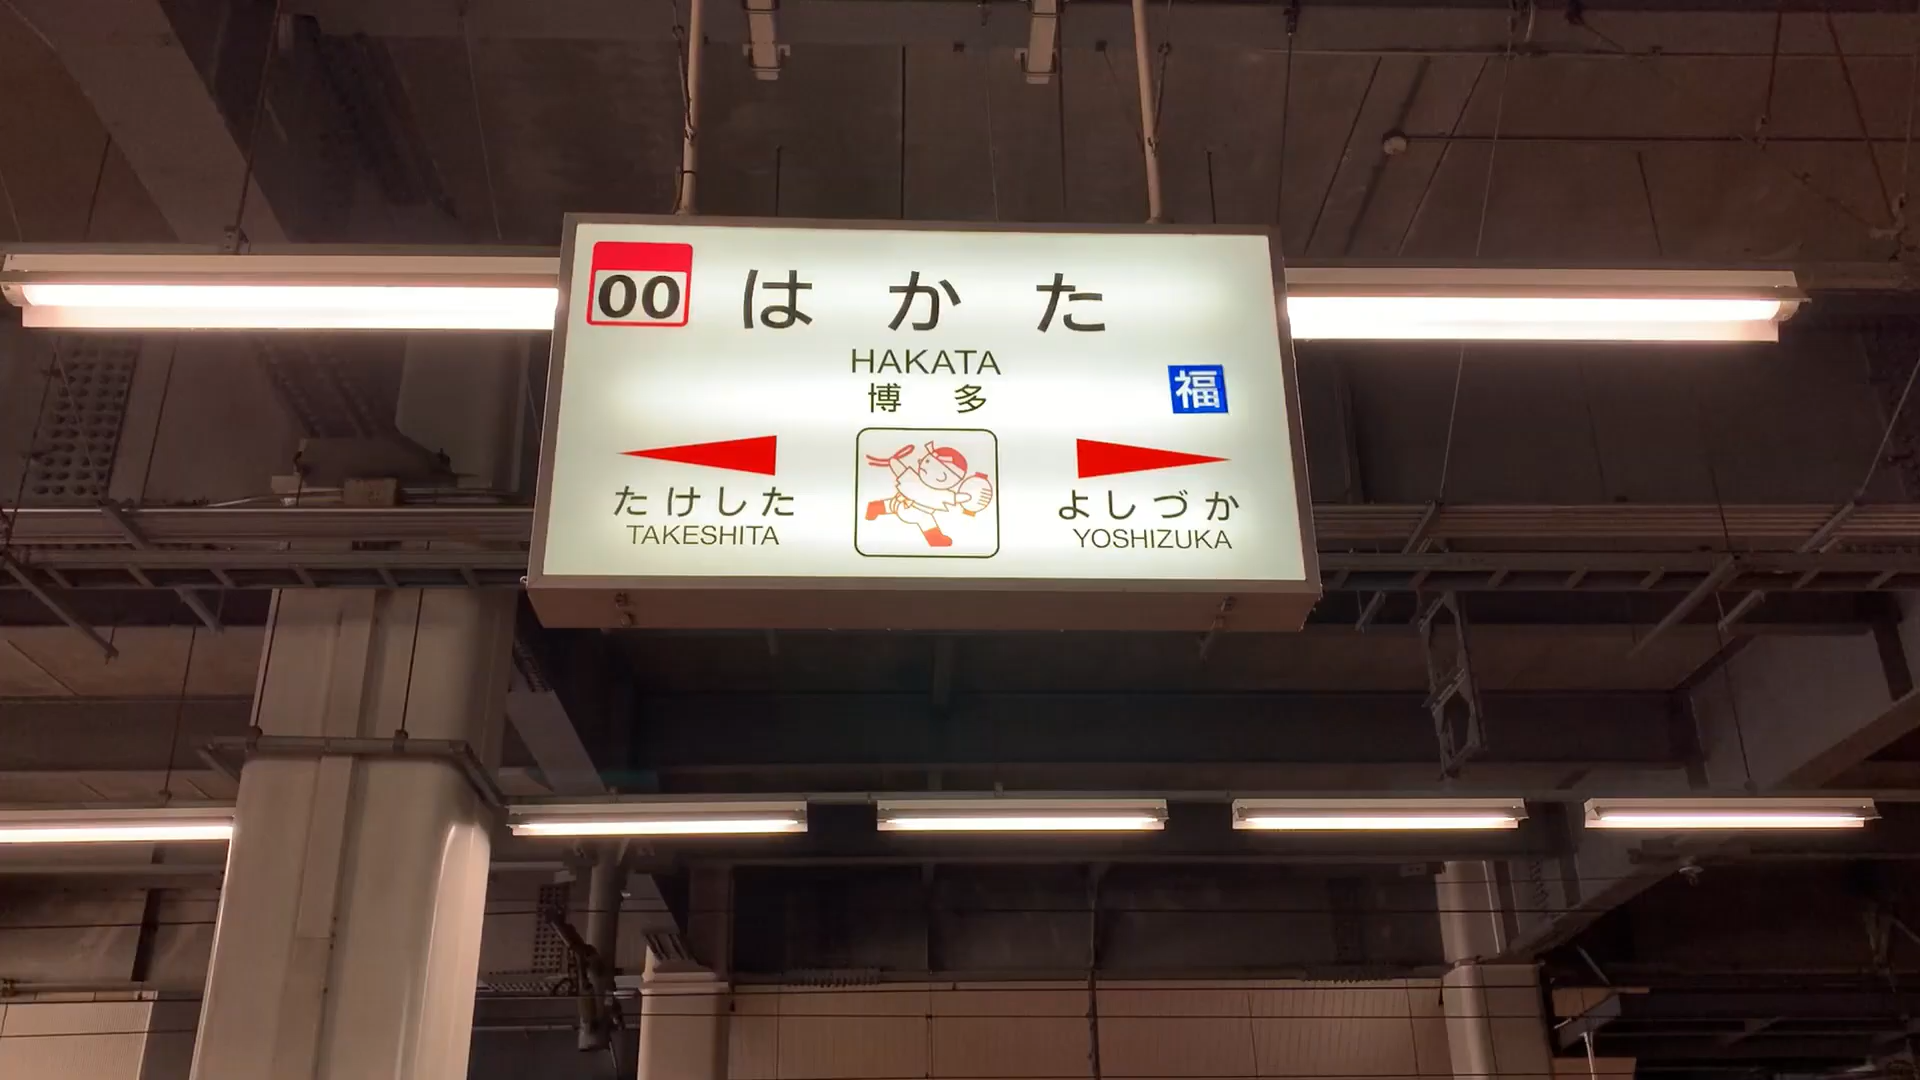 00 は か た
HAKATA
博 多
福
たけした
TAKESHITA
よしづか
YOSHIZUKA